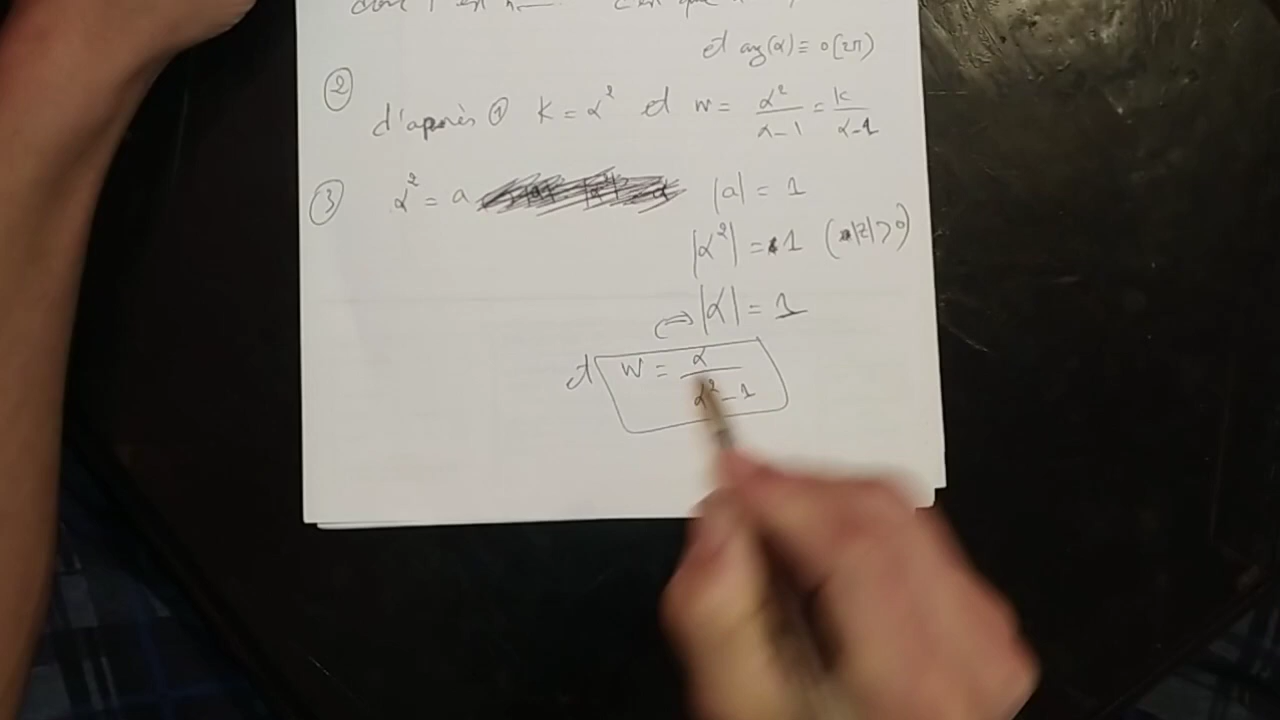 et arg(α) ≡ 0[2π]
②
d'après ① K = α² et w = α²/(α-1) = k/(α-1)
③ α² = a |a| = 1
|α²| = 1 (|z|>0)
⇔ |α| = 1
et w = α/(α²-1)